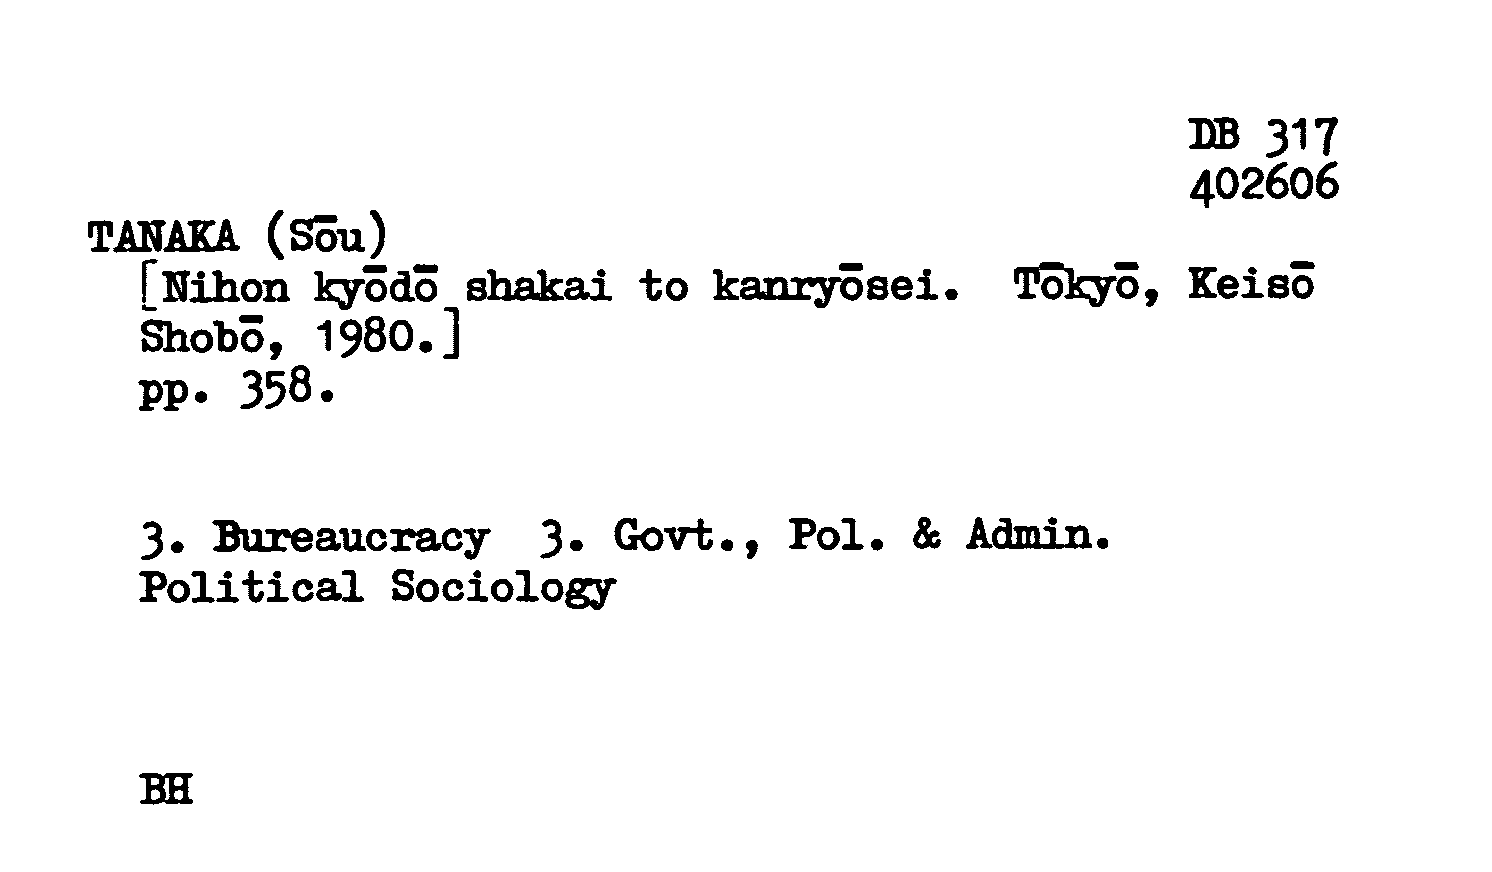 DB 317
402606
TANAKA (Sōu)
[Nihon kyōdō shakai to kanryōsei. Tōkyō, Keisō
Shobō, 1980.]
pp. 358.
3. Bureaucracy 3. Govt., Pol. & Admin.
Political Sociology
BH